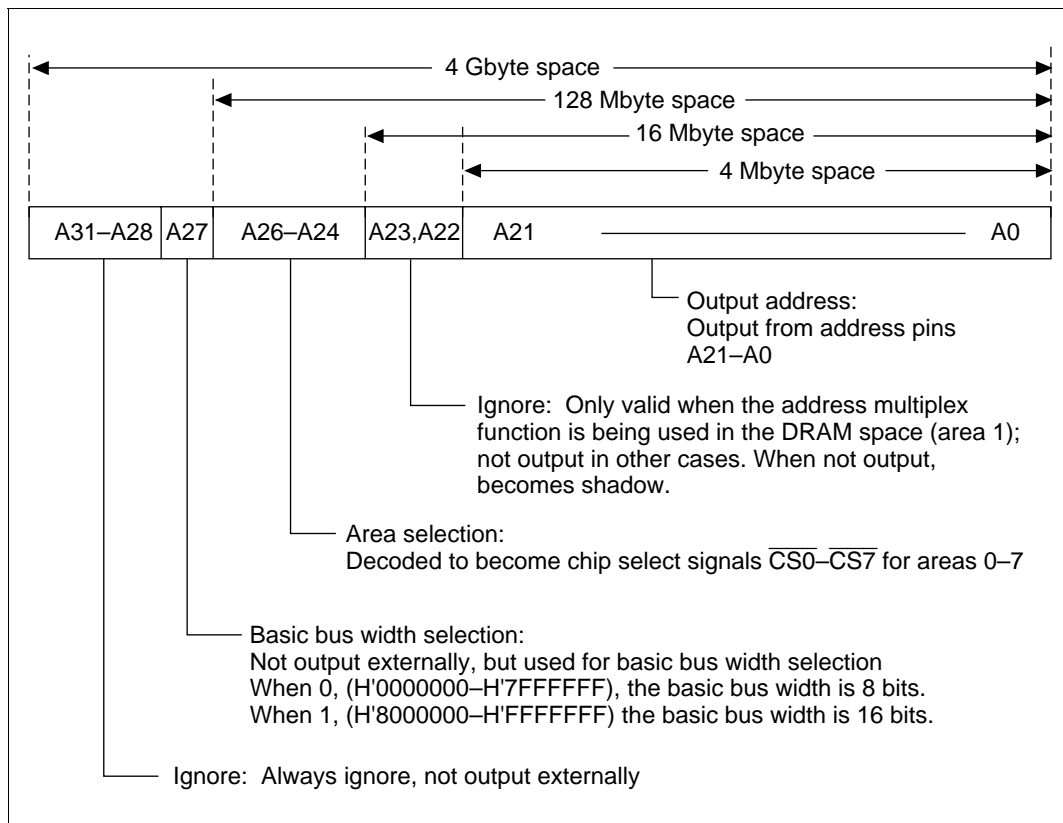 4 Gbyte space
128 Mbyte space
16 Mbyte space
4 Mbyte space
A31–A28 A27 A26–A24 A23,A22 A21 A0
Output address:
Output from address pins
A21–A0
Ignore: Only valid when the address multiplex
function is being used in the DRAM space (area 1);
not output in other cases. When not output,
becomes shadow.
Area selection:
Decoded to become chip select signals C̅S̅0̅–C̅S̅7̅ for areas 0–7
Basic bus width selection:
Not output externally, but used for basic bus width selection
When 0, (H'0000000–H'7FFFFFF), the basic bus width is 8 bits.
When 1, (H'8000000–H'FFFFFFF) the basic bus width is 16 bits.
Ignore: Always ignore, not output externally